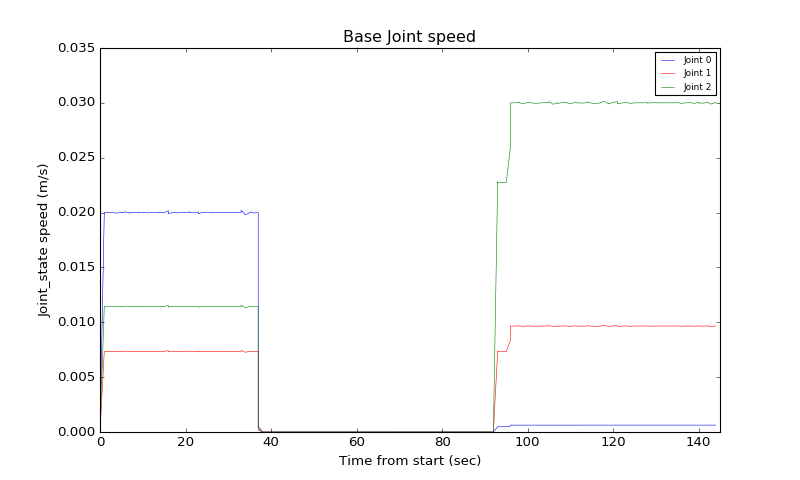 Base Joint speed
Joint 0
Joint 1
Joint 2
0.035
0.030
0.025
0.020
0.015
0.010
0.005
0.000
Joint_state speed (m/s)
0 20 40 60 80 100 120 140
Time from start (sec)